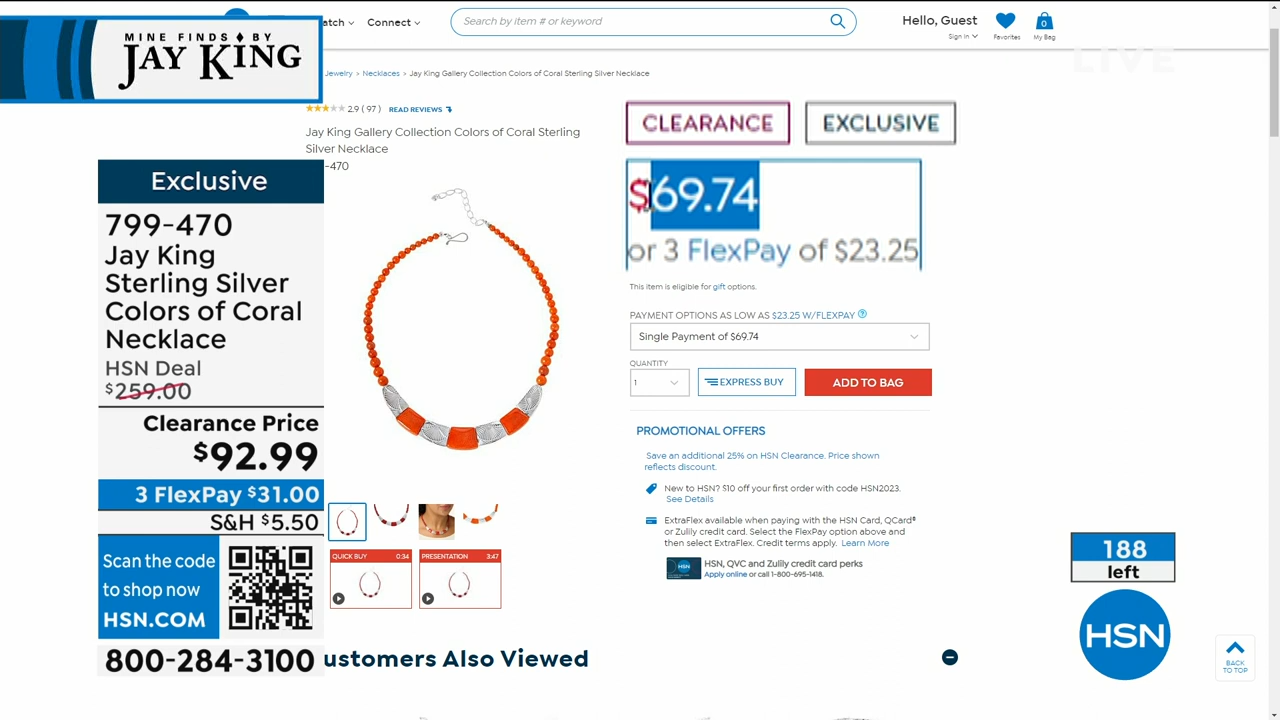 MINE FINDS BY
JAY KING
Connect
Search by item # or keyword
Hello, Guest
Sign in
Favorites
0
My Bag
LIVE
Jewelry > Necklaces > Jay King Gallery Collection Colors of Coral Sterling Silver Necklace
2.9 (97) READ REVIEWS
Jay King Gallery Collection Colors of Coral Sterling
Silver Necklace
-470
CLEARANCE
EXCLUSIVE
$69.74
or 3 FlexPay of $23.25
This item is eligible for gift options.
PAYMENT OPTIONS AS LOW AS $23.25 W/FLEXPAY ?
Single Payment of $69.74
QUANTITY
1
EXPRESS BUY
ADD TO BAG
PROMOTIONAL OFFERS
Save an additional 25% on HSN Clearance. Price shown
reflects discount.
New to HSN? $10 off your first order with code HSN2023.
See Details
ExtraFlex available when paying with the HSN Card, QCard®
or Zulily credit card. Select the FlexPay option above and
then select ExtraFlex. Credit terms apply. Learn More
HSN, QVC and Zulily credit card perks
Apply online or call 1-800-695-1418.
Exclusive
799-470
Jay King
Sterling Silver
Colors of Coral
Necklace
HSN Deal
$259.00
Clearance Price
$92.99
3 FlexPay $31.00
S&H $5.50
Scan the code
to shop now
HSN.COM
800-284-3100
QUICK BUY 0:34
PRESENTATION 3:47
ustomers Also Viewed
188
left
HSN
BACK
TO TOP